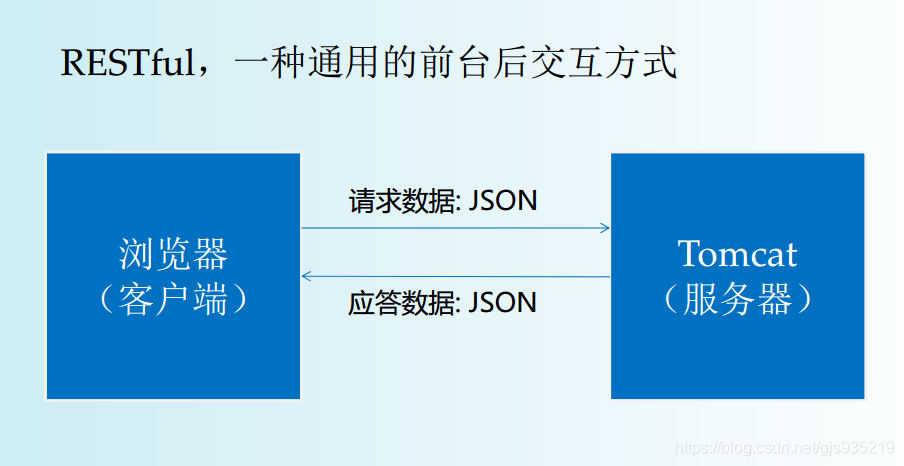 RESTful，一种通用的前台后交互方式
请求数据: JSON
浏览器
（客户端）
Tomcat
（服务器）
应答数据: JSON
https://blog.csdn.net/gjs935219